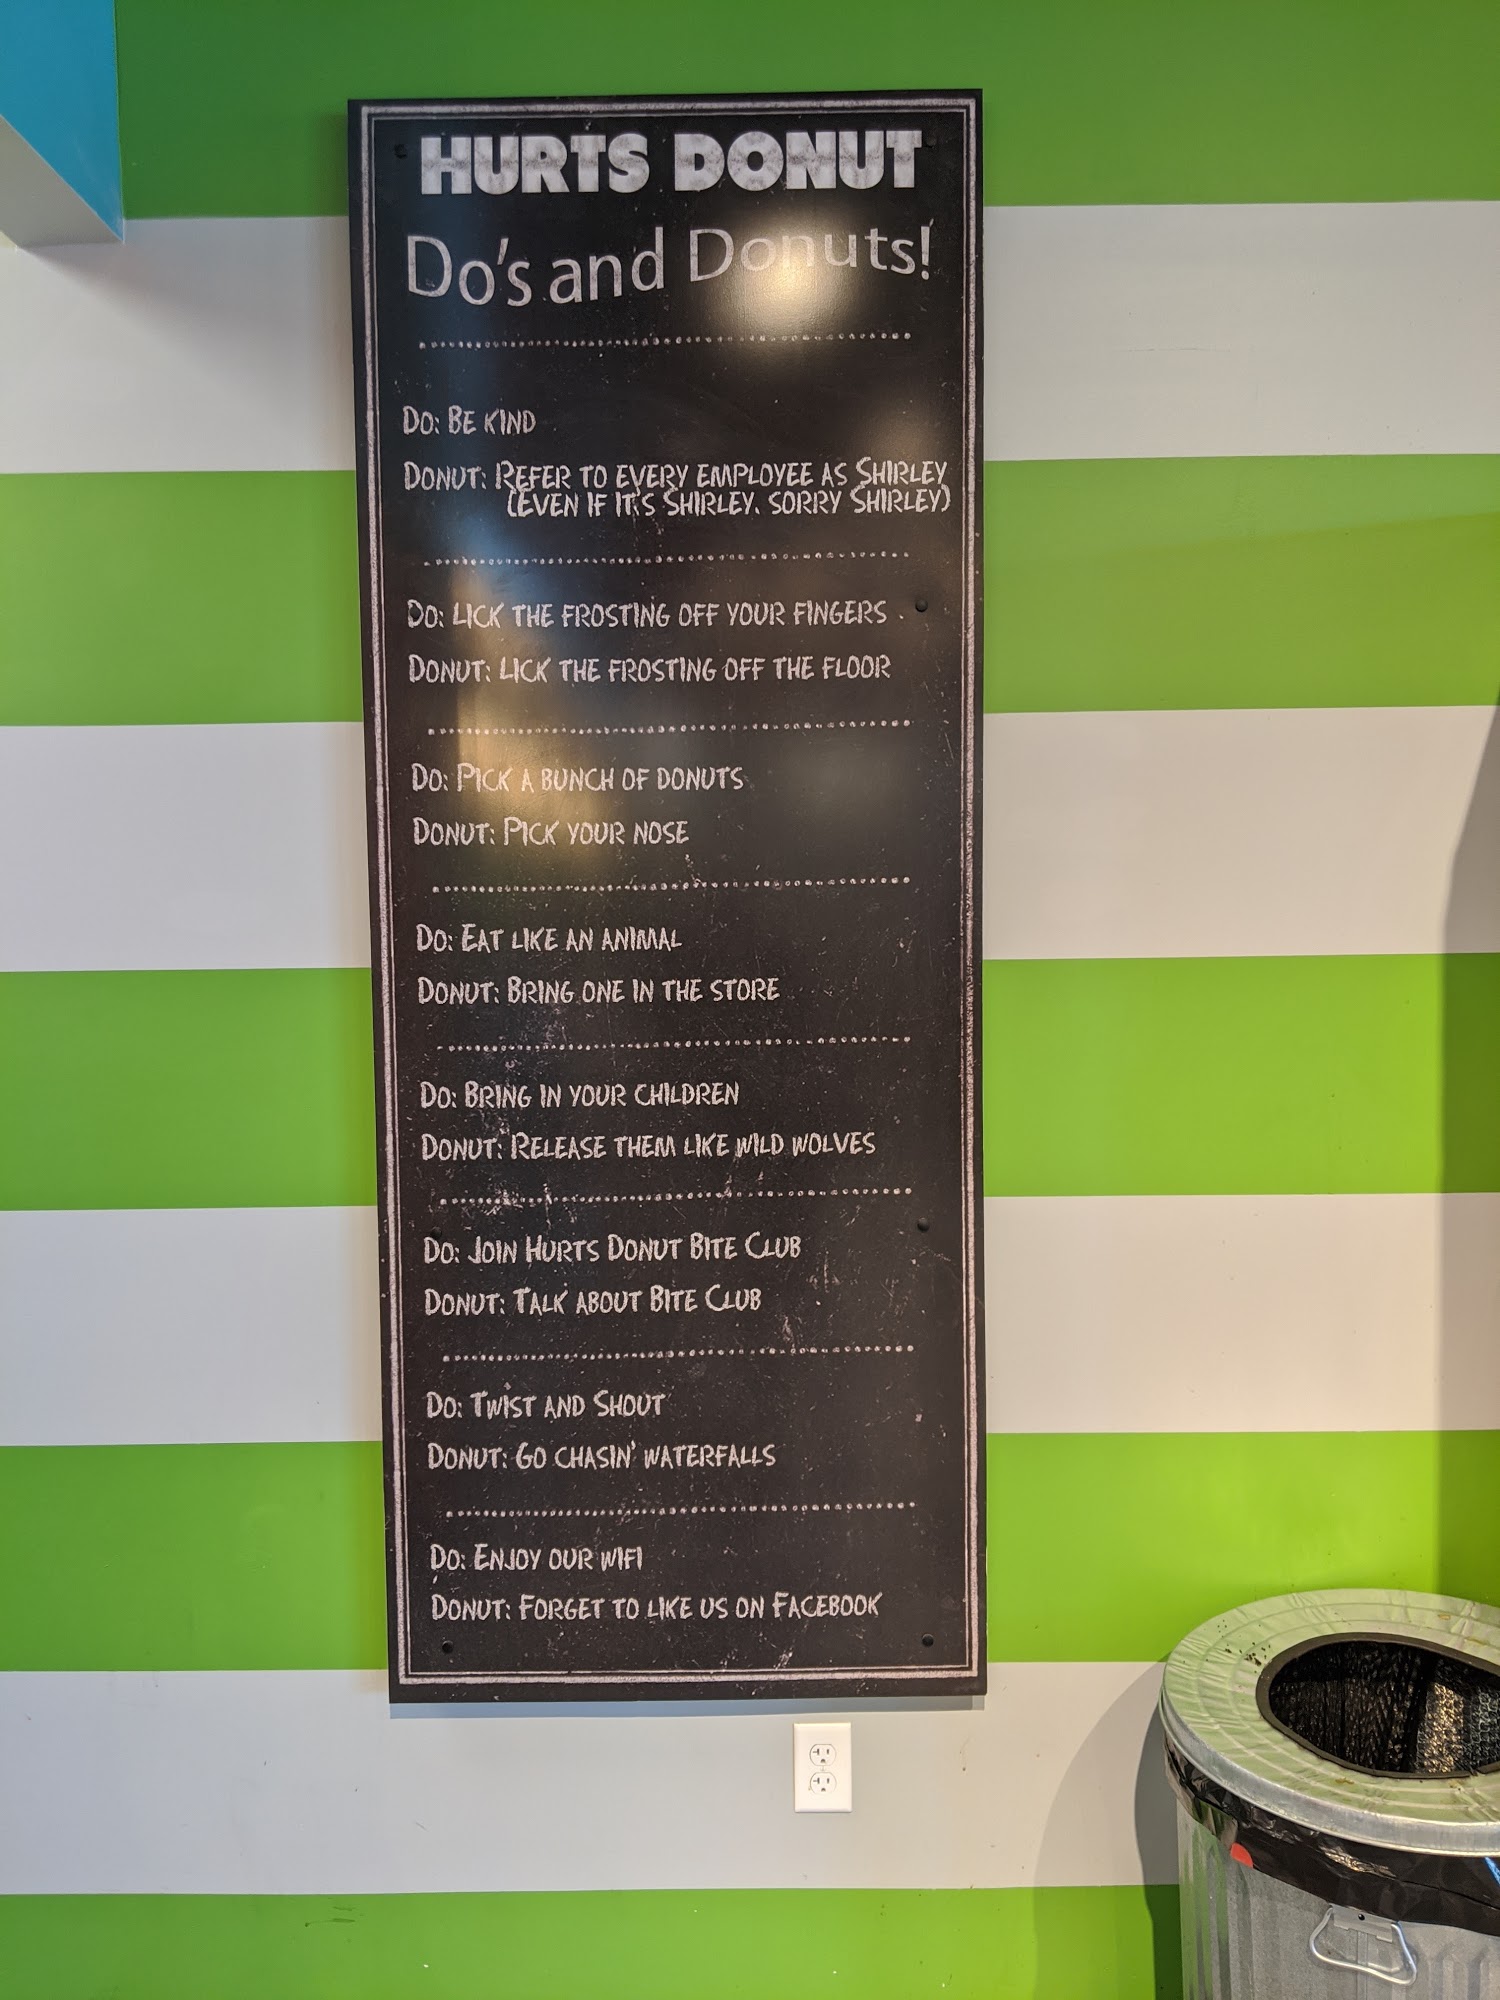 HURTS DONUT
Do's and Donuts!
Do: Be kind
Donut: Refer to every employee as Shirley
(Even if it's Shirley. Sorry Shirley)
Do: Lick the frosting off your fingers
Donut: Lick the frosting off the floor
Do: Pick a bunch of donuts
Donut: Pick your nose
Do: Eat like an animal
Donut: Bring one in the store
Do: Bring in your children
Donut: Release them like wild wolves
Do: Join Hurts Donut Bite Club
Donut: Talk about Bite Club
Do: Twist and Shout
Donut: Go chasin' waterfalls
Do: Enjoy our wifi
Donut: Forget to like us on Facebook